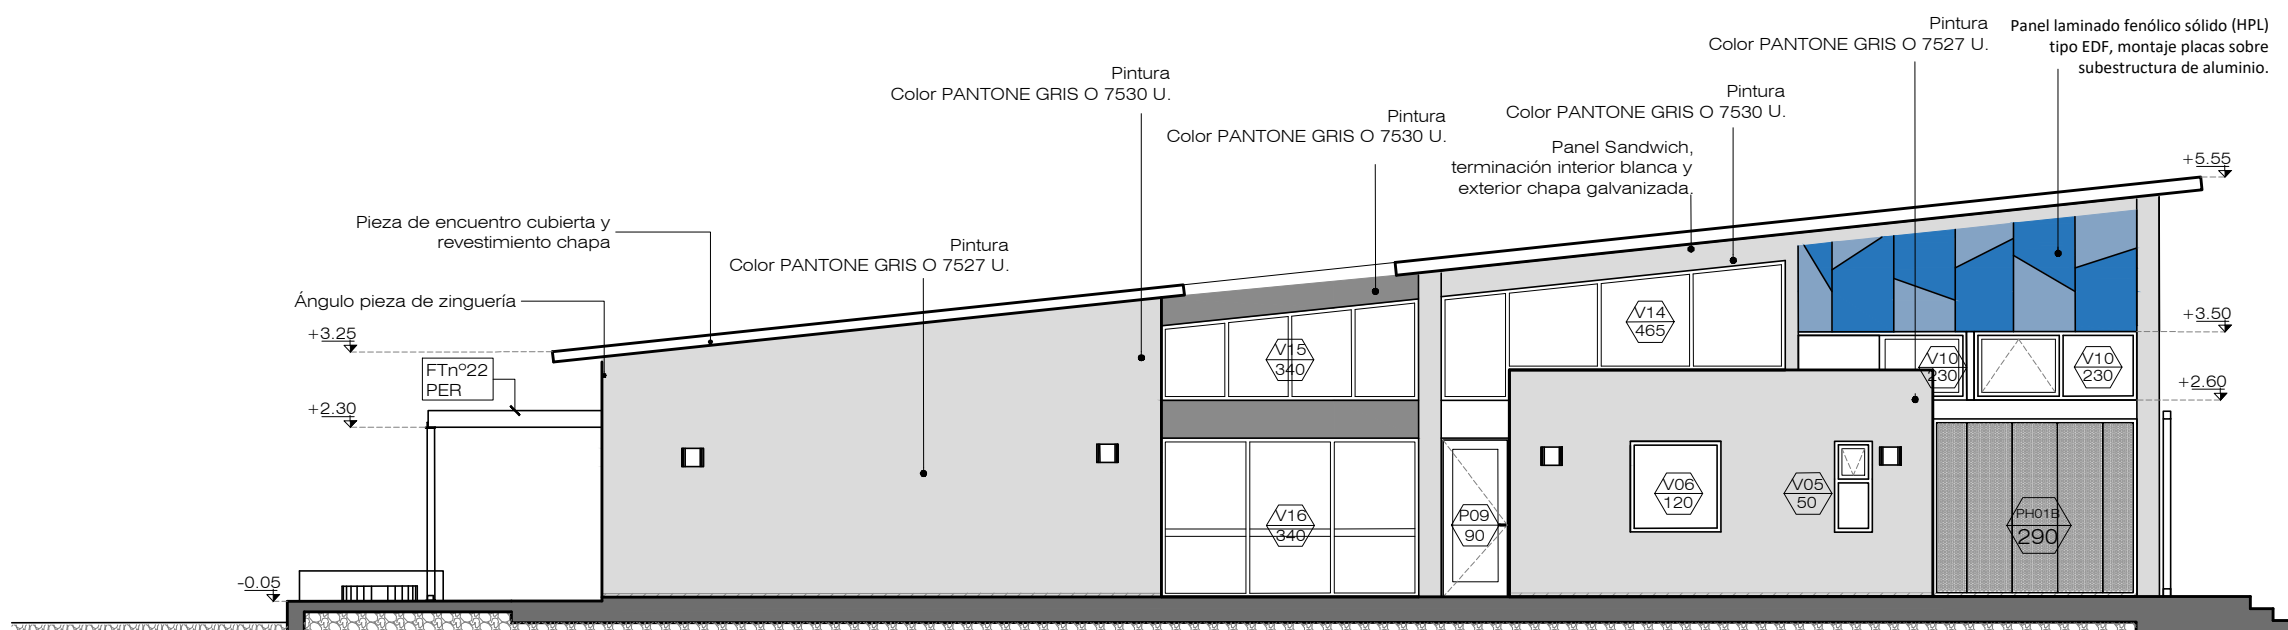 Pintura
Color PANTONE GRIS O 7527 U.
Panel laminado fenólico sólido (HPL)
tipo EDF, montaje placas sobre
subestructura de aluminio.
Pintura
Color PANTONE GRIS O 7530 U.
Pintura
Color PANTONE GRIS O 7530 U.
Pintura
Color PANTONE GRIS O 7530 U.
Panel Sandwich,
terminación interior blanca y
exterior chapa galvanizada.
+5.55
Pieza de encuentro cubierta y
revestimiento chapa
Pintura
Color PANTONE GRIS O 7527 U.
Ángulo pieza de zinguería
+3.25
+3.50
V14
465
V15
340
V10
230
V10
230
FTnº22
PER
+2.30
+2.60
V06
120
V05
50
V16
340
P09
90
PH01B
290
-0.05